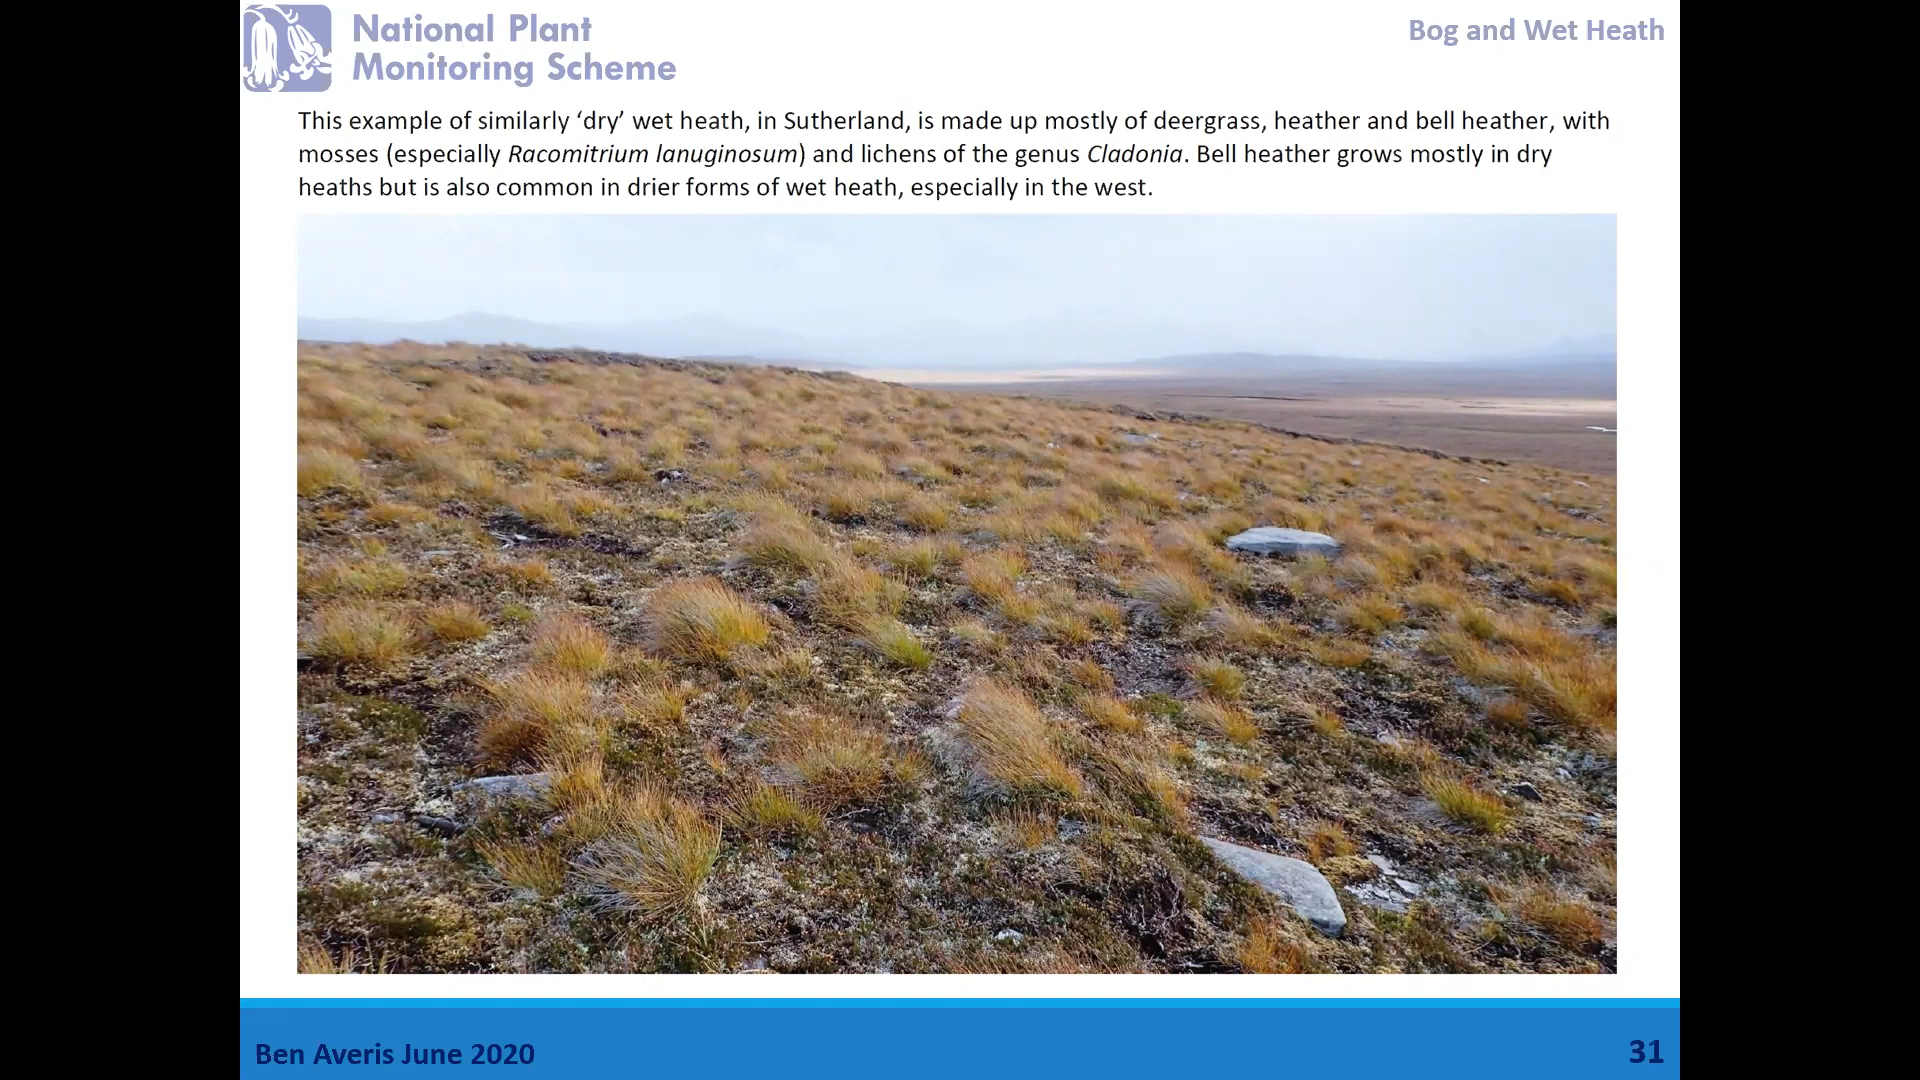 National Plant
Monitoring Scheme
Bog and Wet Heath
This example of similarly ‘dry’ wet heath, in Sutherland, is made up mostly of deergrass, heather and bell heather, with
mosses (especially Racomitrium lanuginosum) and lichens of the genus Cladonia. Bell heather grows mostly in dry
heaths but is also common in drier forms of wet heath, especially in the west.
Ben Averis June 2020
31